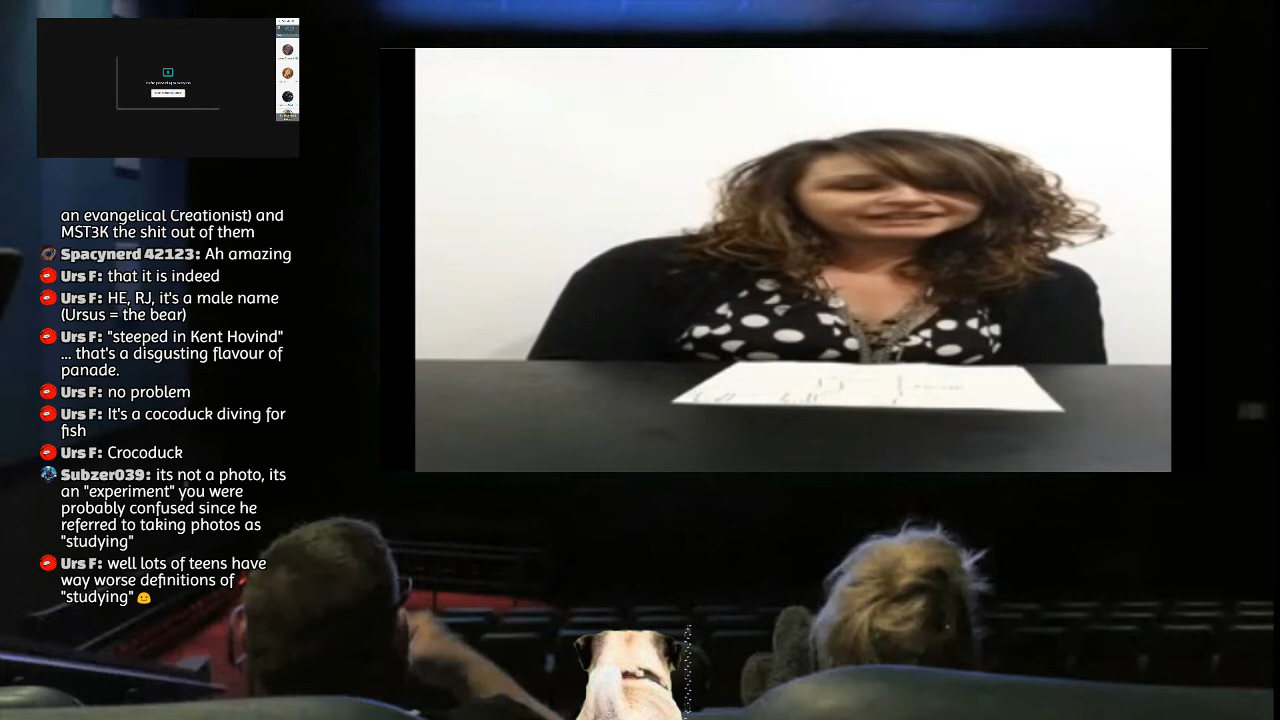 an evangelical Creationist) and
MST3K the shit out of them
Spacynerd 42123: Ah amazing
Urs F: that it is indeed
Urs F: HE, RJ, it's a male name
(Ursus = the bear)
Urs F: "steeped in Kent Hovind"
... that's a disgusting flavour of
panade.
Urs F: no problem
Urs F: It's a cocoduck diving for
fish
Urs F: Crocoduck
Subzer039: its not a photo, its
an "experiment" you were
probably confused since he
referred to taking photos as
"studying"
Urs F: well lots of teens have
way worse definitions of
"studying"